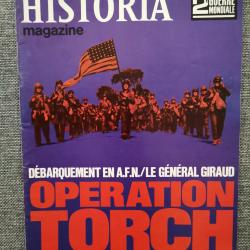 HISTORIA
magazine
2
GUERRE
MONDIALE
DÉBARQUEMENT EN A.F.N./LE GÉNÉRAL GIRAUD
OPERATION
TORCH